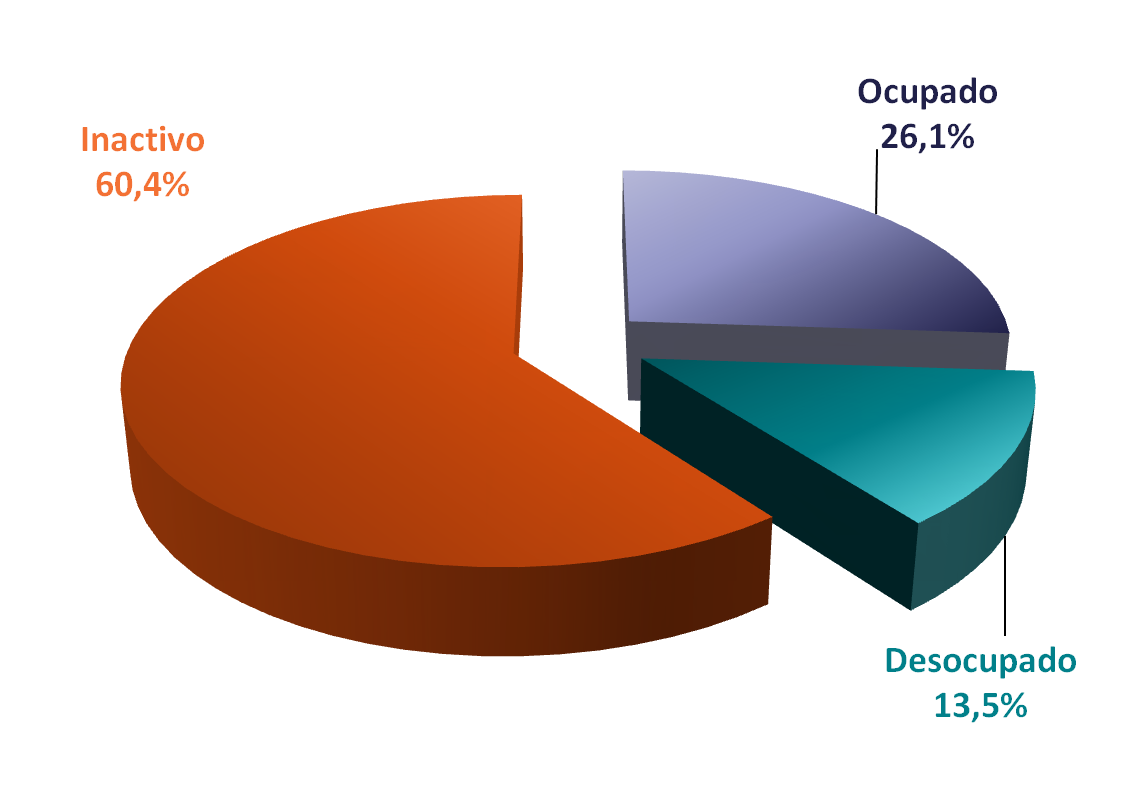 Ocupado
26,1%
Inactivo
60,4%
Desocupado
13,5%